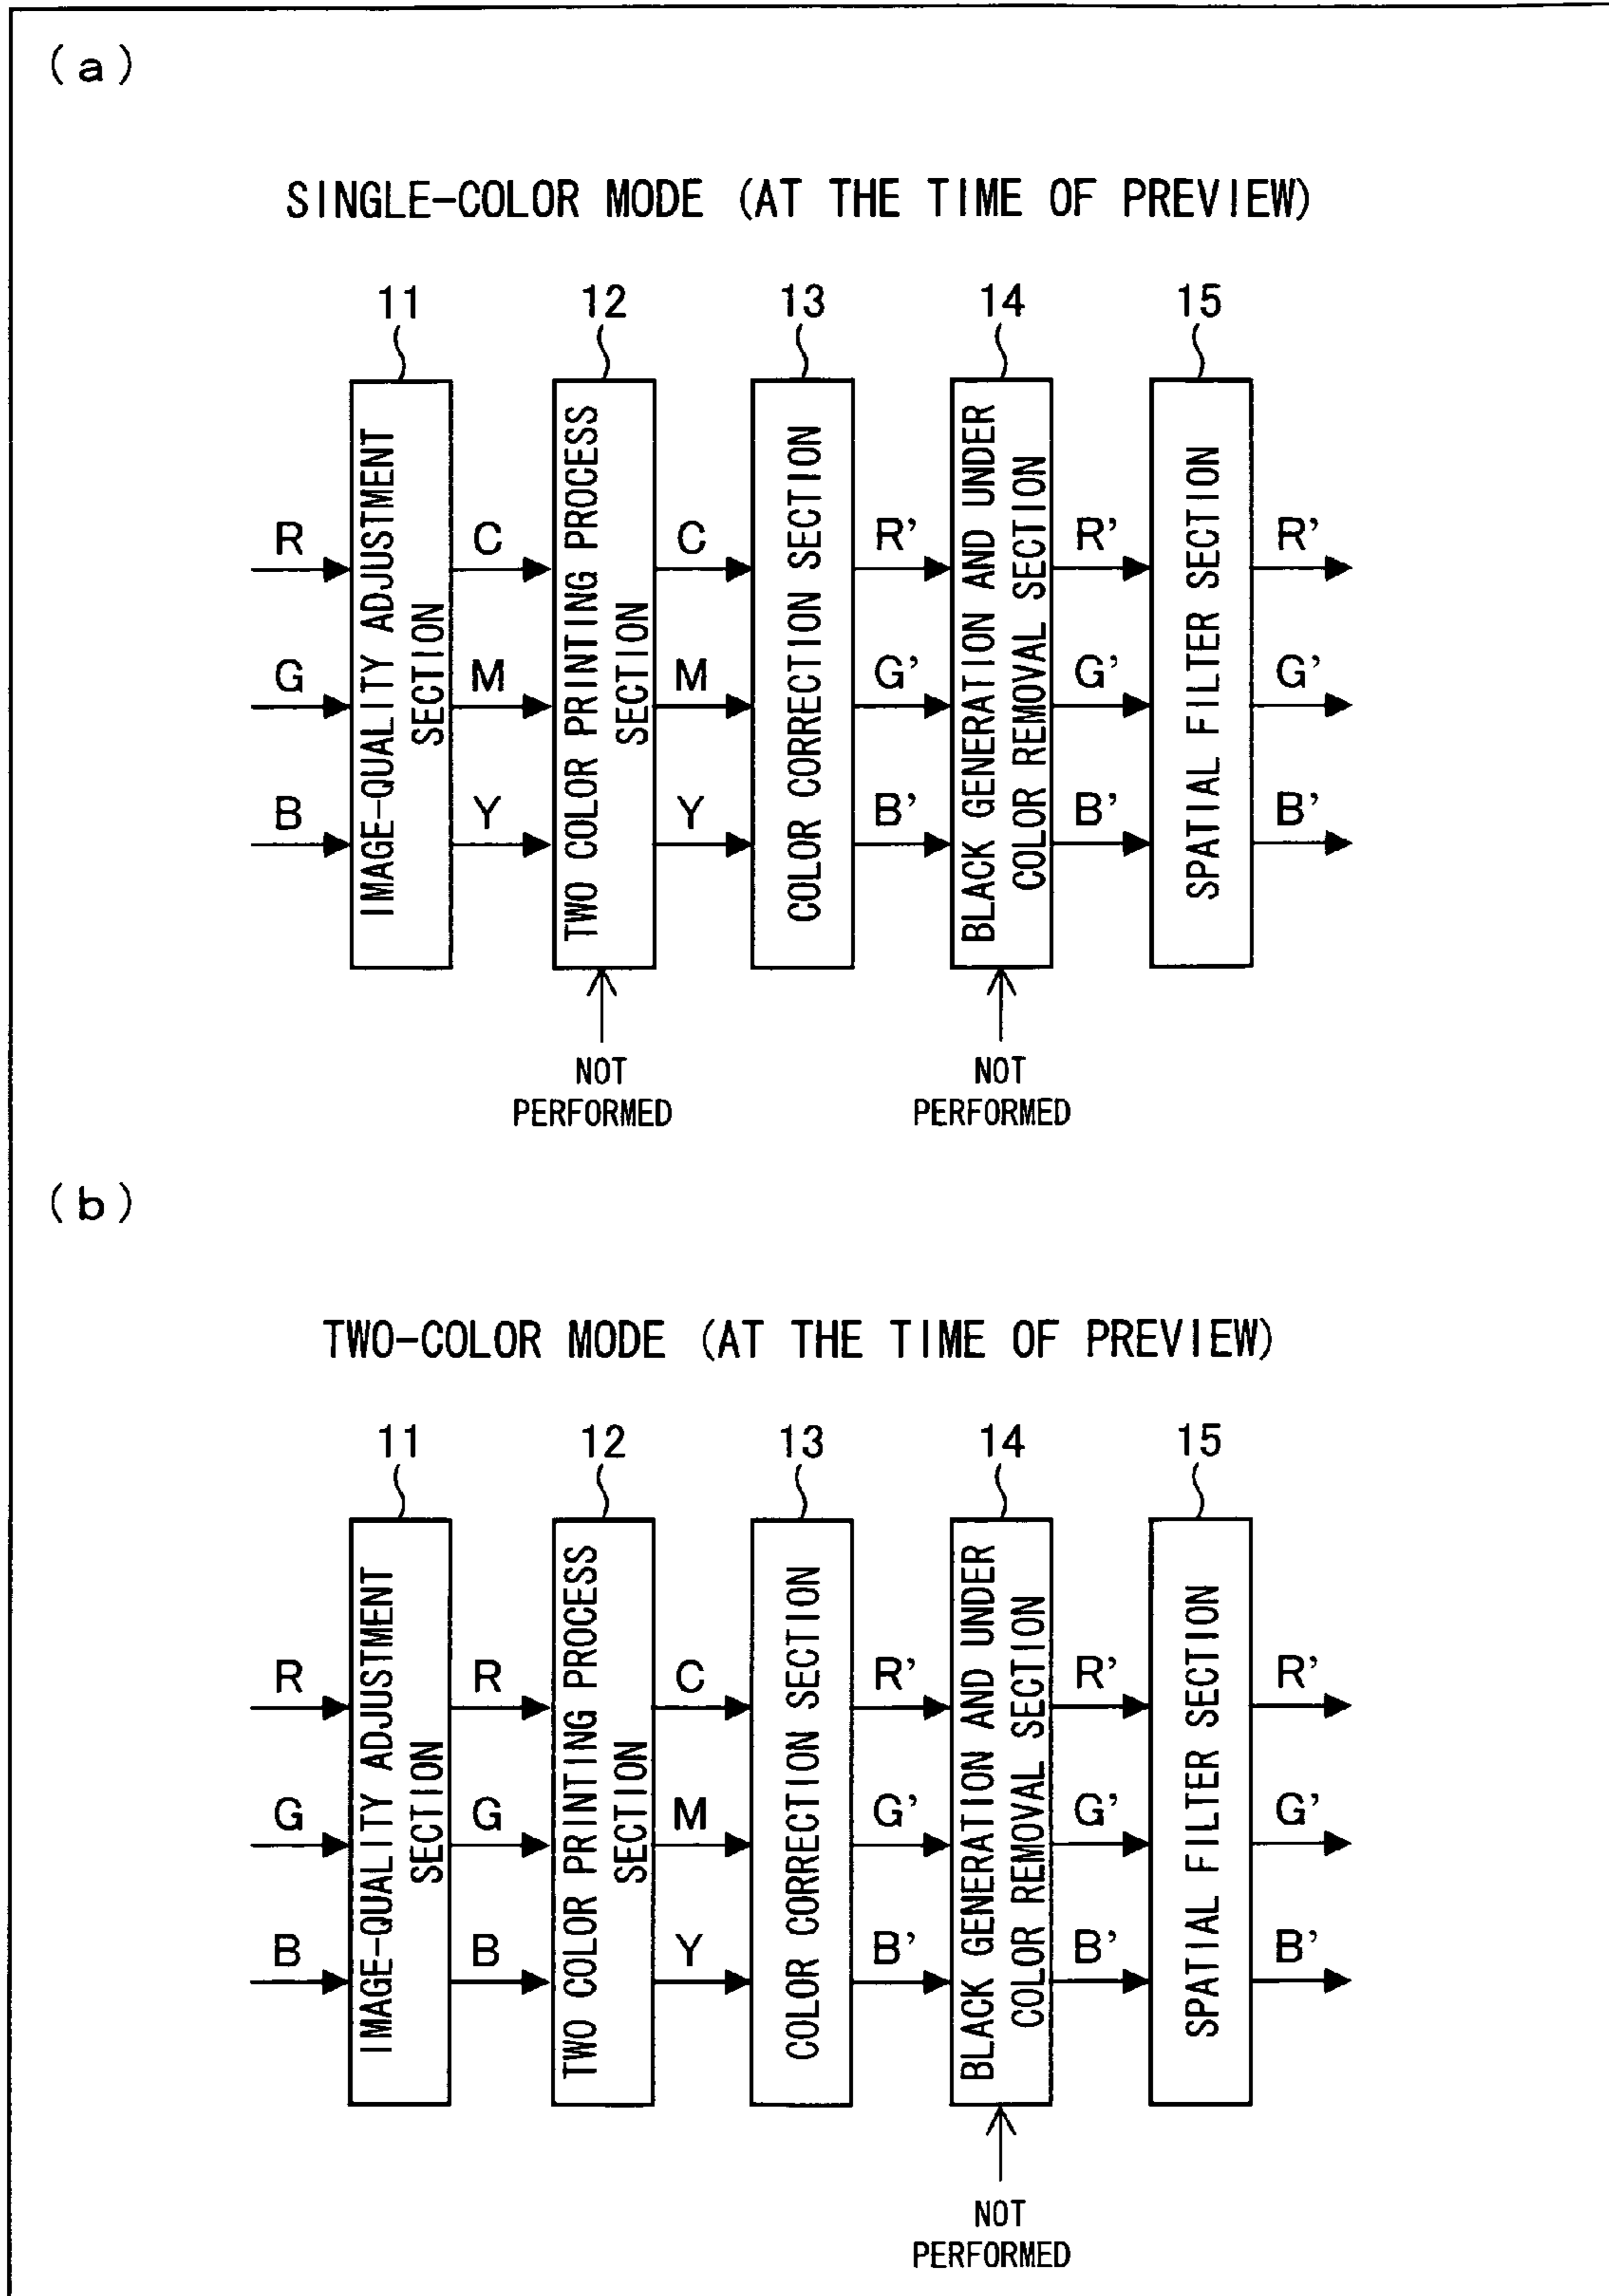 (a)
SINGLE-COLOR MODE (AT THE TIME OF PREVIEW)
11 12 13 14 15
IMAGE-QUALITY ADJUSTMENT
SECTION
TWO COLOR PRINTING PROCESS
SECTION
COLOR CORRECTION SECTION
BLACK GENERATION AND UNDER
COLOR REMOVAL SECTION
SPATIAL FILTER SECTION
R C C R' R' R'
G M M G' G' G'
B Y Y B' B' B'
NOT
PERFORMED
NOT
PERFORMED
(b)
TWO-COLOR MODE (AT THE TIME OF PREVIEW)
11 12 13 14 15
IMAGE-QUALITY ADJUSTMENT
SECTION
TWO COLOR PRINTING PROCESS
SECTION
COLOR CORRECTION SECTION
BLACK GENERATION AND UNDER
COLOR REMOVAL SECTION
SPATIAL FILTER SECTION
R R C R' R' R'
G G M G' G' G'
B B Y B' B' B'
NOT
PERFORMED